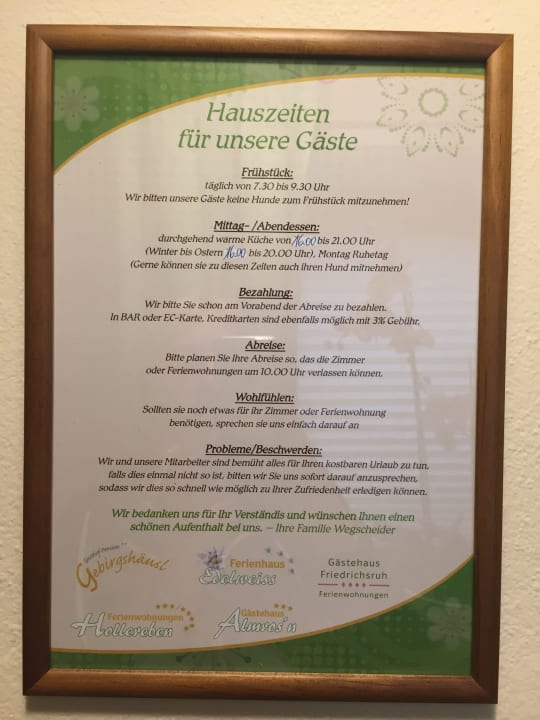 Hauszeiten
für unsere Gäste
Frühstück:
täglich von 7.30 bis 9.30 Uhr
Wir bitten unsere Gäste keine Hunde zum Frühstück mitzunehmen!
Mittag- /Abendessen:
durchgehend warme Küche von 16.00 bis 21.00 Uhr
(Winter bis Ostern 16.00 bis 20.00 Uhr), Montag Ruhetag
(Gerne können sie zu diesen Zeiten auch ihren Hund mitnehmen)
Bezahlung:
Wir bitte Sie schon am Vorabend der Abreise zu bezahlen.
In BAR oder EC-Karte, Kreditkarten sind ebenfalls möglich mit 3% Gebühr.
Abreise:
Bitte planen Sie Ihre Abreise so, das die Zimmer
oder Ferienwohnungen um 10.00 Uhr verlassen können.
Wohlfühlen:
Sollten sie noch etwas für ihr Zimmer oder Ferienwohnung
benötigen, sprechen sie uns einfach darauf an
Probleme/Beschwerden:
Wir und unsere Mitarbeiter sind bemüht alles für Ihren kostbaren Urlaub zu tun,
falls dies einmal nicht so ist, bitten wir Sie uns sofort darauf anzusprechen,
sodass wir dies so schnell wie möglich zu Ihrer Zufriedenheit erledigen können.
Wir bedanken uns für Ihr Verständis und wünschen Ihnen einen
schönen Aufenthalt bei uns. – Ihre Familie Wegscheider
Gasthof Pension
Gebirgshäusl
Ferienhaus
Edelweiss
Gästehaus
Friedrichsruh
Ferienwohnungen
Ferienwohnungen
Hollereben
Gästehaus
Almros'n